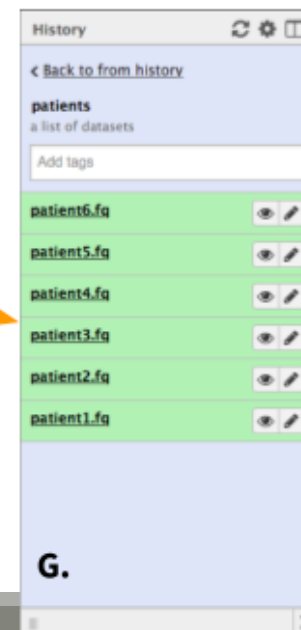 History
< Back to from history
patients
a list of datasets
Add tags
patient6.fq
patient5.fq
patient4.fq
patient3.fq
patient2.fq
patient1.fq
G.